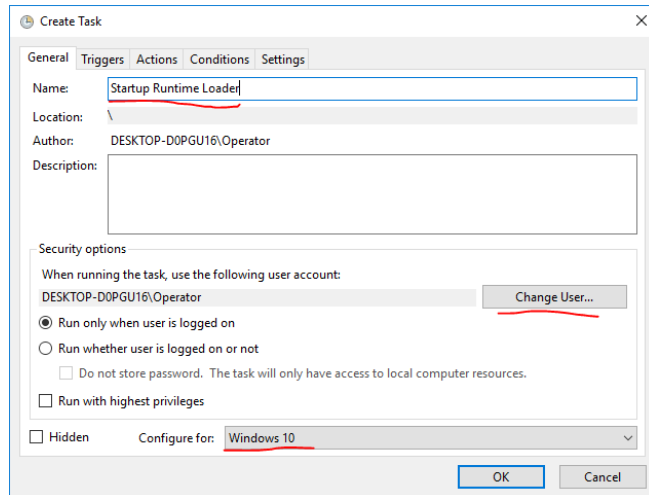 Create Task
General Triggers Actions Conditions Settings
Name: Startup Runtime Loader
Location: \
Author: DESKTOP-D0PGU16\Operator
Description:
Security options
When running the task, use the following user account:
DESKTOP-D0PGU16\Operator Change User...
Run only when user is logged on
Run whether user is logged on or not
Do not store password. The task will only have access to local computer resources.
Run with highest privileges
Hidden Configure for: Windows 10
OK Cancel